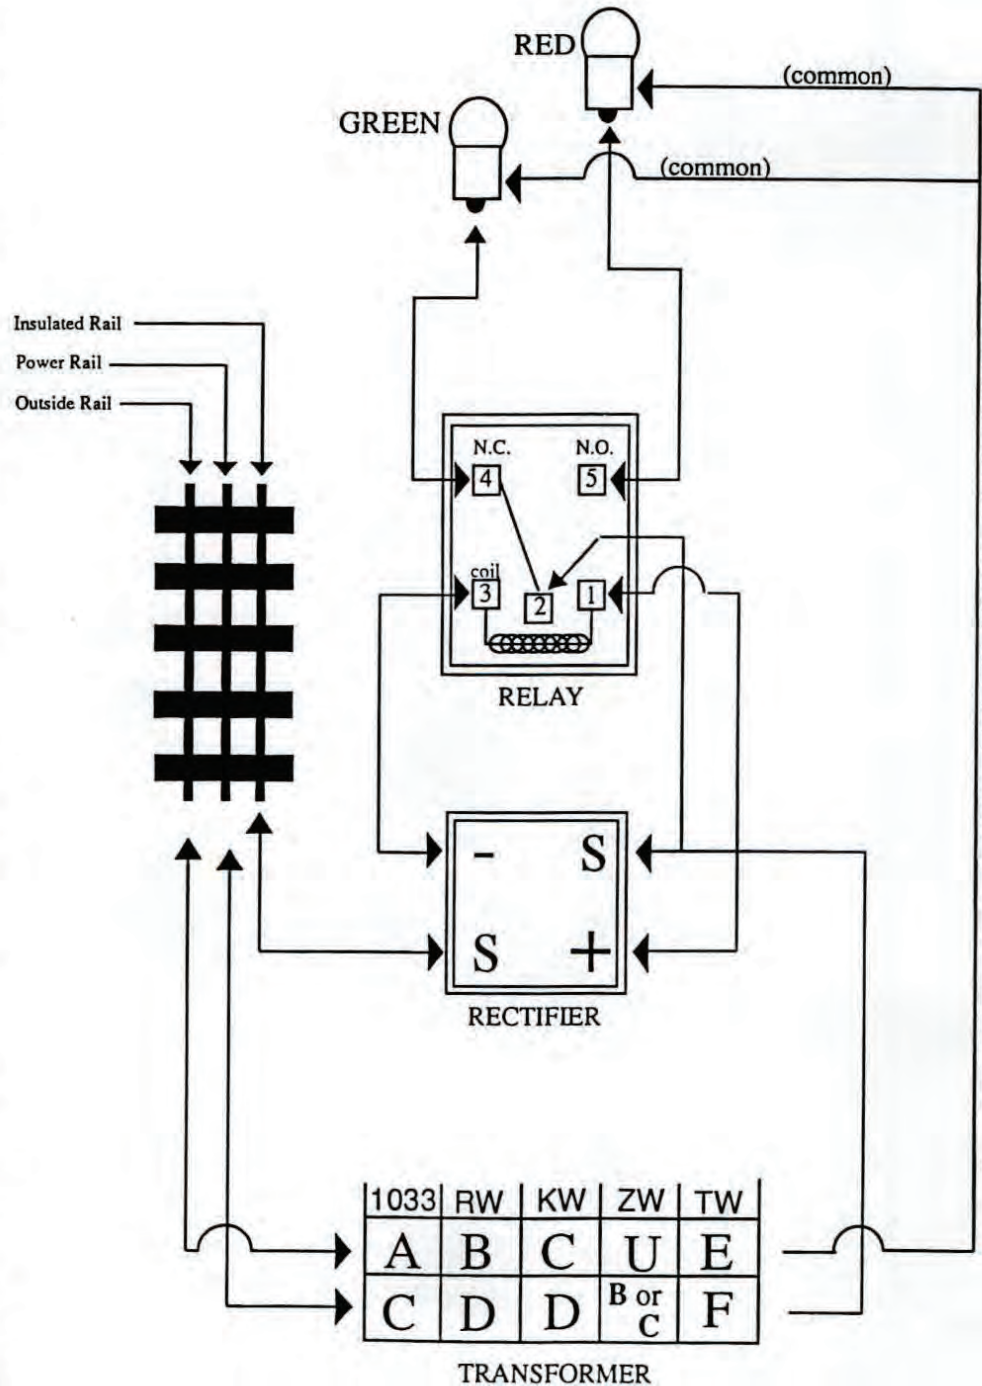 RED
(common)
GREEN
(common)
Insulated Rail
Power Rail
Outside Rail
N.C.
N.O.
4
5
coil
3
2
1
RELAY
-
S
S
+
RECTIFIER
1033 RW KW ZW TW
A B C U E
C D D B or C F
TRANSFORMER